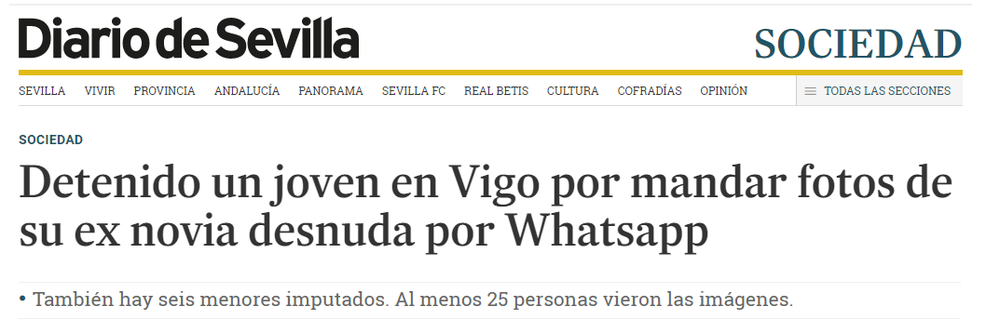 Diario de Sevilla
SOCIEDAD
SEVILLA VIVIR PROVINCIA ANDALUCÍA PANORAMA SEVILLA FC REAL BETIS CULTURA COFRADÍAS OPINIÓN TODAS LAS SECCIONES
SOCIEDAD
Detenido un joven en Vigo por mandar fotos de
su ex novia desnuda por Whatsapp
• También hay seis menores imputados. Al menos 25 personas vieron las imágenes.